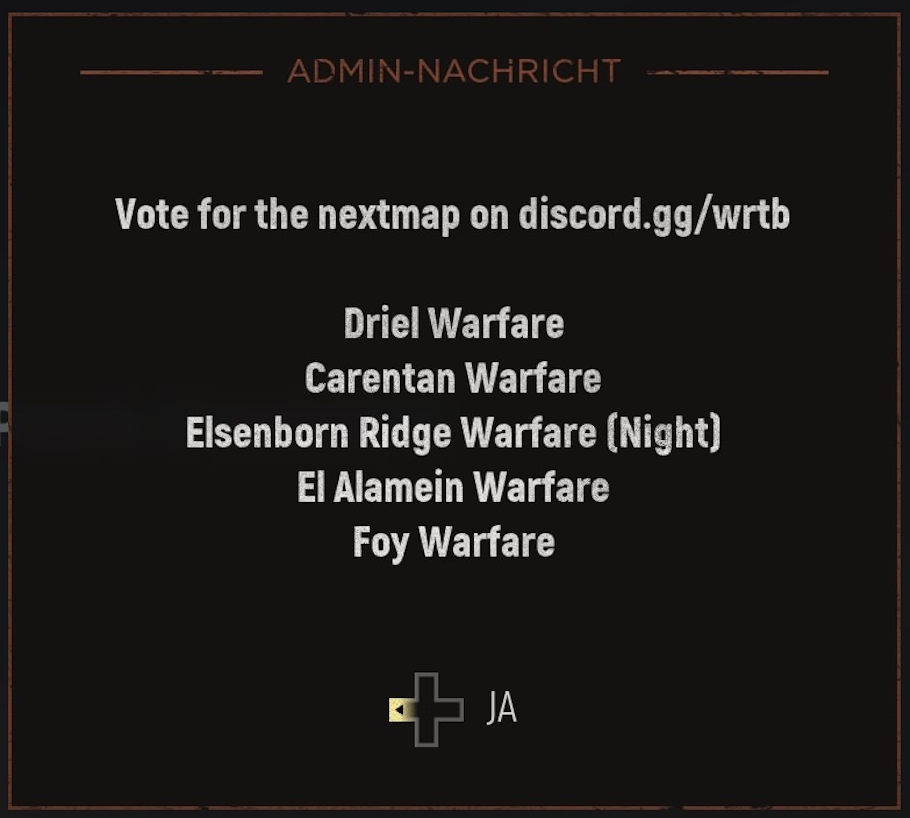 ADMIN-NACHRICHT
Vote for the nextmap on discord.gg/wrtb
Driel Warfare
Carentan Warfare
Elsenborn Ridge Warfare (Night)
El Alamein Warfare
Foy Warfare
JA